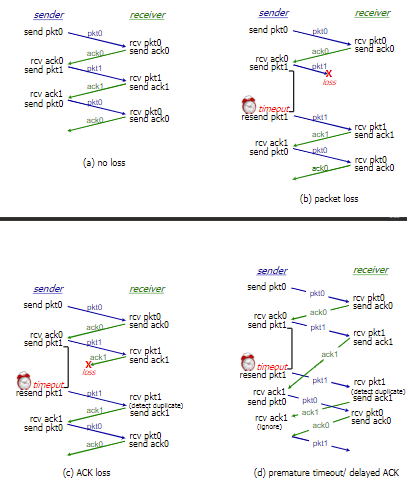 sender receiver
send pkt0
pkt0
rcv pkt0
send ack0
ack0
rcv ack0
send pkt1
pkt1
rcv pkt1
send ack1
ack1
rcv ack1
send pkt0
pkt0
rcv pkt0
send ack0
ack0
(a) no loss
sender receiver
send pkt0
pkt0
rcv pkt0
send ack0
ack0
rcv ack0
send pkt1
pkt1
X
loss
timeout
resend pkt1
pkt1
rcv pkt1
send ack1
ack1
rcv ack1
send pkt0
pkt0
rcv pkt0
send ack0
ack0
(b) packet loss
sender receiver
send pkt0
pkt0
rcv pkt0
send ack0
ack0
rcv ack0
send pkt1
pkt1
rcv pkt1
send ack1
ack1
X
loss
timeout
resend pkt1
pkt1
rcv pkt1
(detect duplicate)
send ack1
ack1
rcv ack1
send pkt0
pkt0
rcv pkt0
send ack0
ack0
(c) ACK loss
sender receiver
send pkt0
pkt0
rcv pkt0
send ack0
ack0
rcv ack0
send pkt1
pkt1
rcv pkt1
send ack1
ack1
timeout
resend pkt1
pkt1
rcv pkt1
(detect duplicate)
send ack1
rcv ack1
send pkt0
pkt0
ack1
rcv pkt0
send ack0
rcv ack1
(ignore)
ack0
pkt1
(d) premature timeout/ delayed ACK